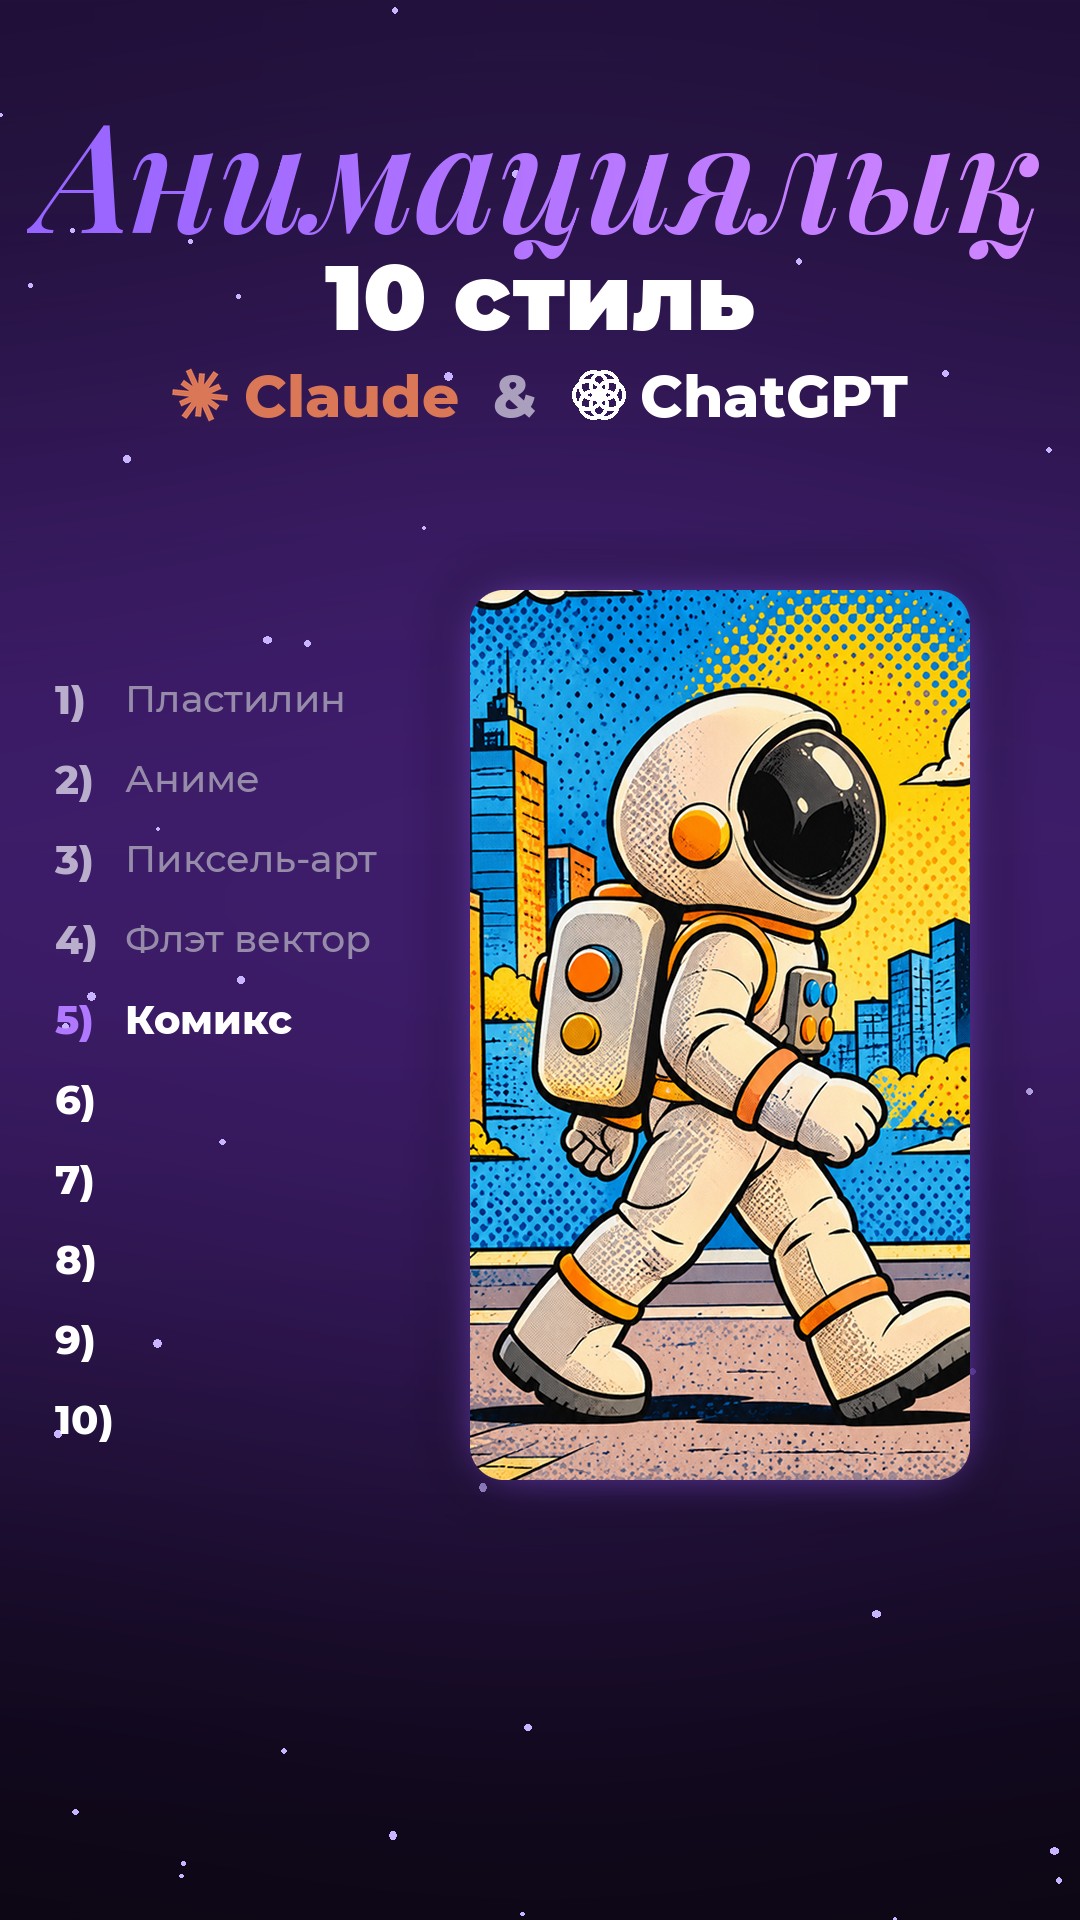 Анимациялық
10 стиль
Claude & ChatGPT
1) Пластилин
2) Аниме
3) Пиксель-арт
4) Флэт вектор
5) Комикс
6)
7)
8)
9)
10)